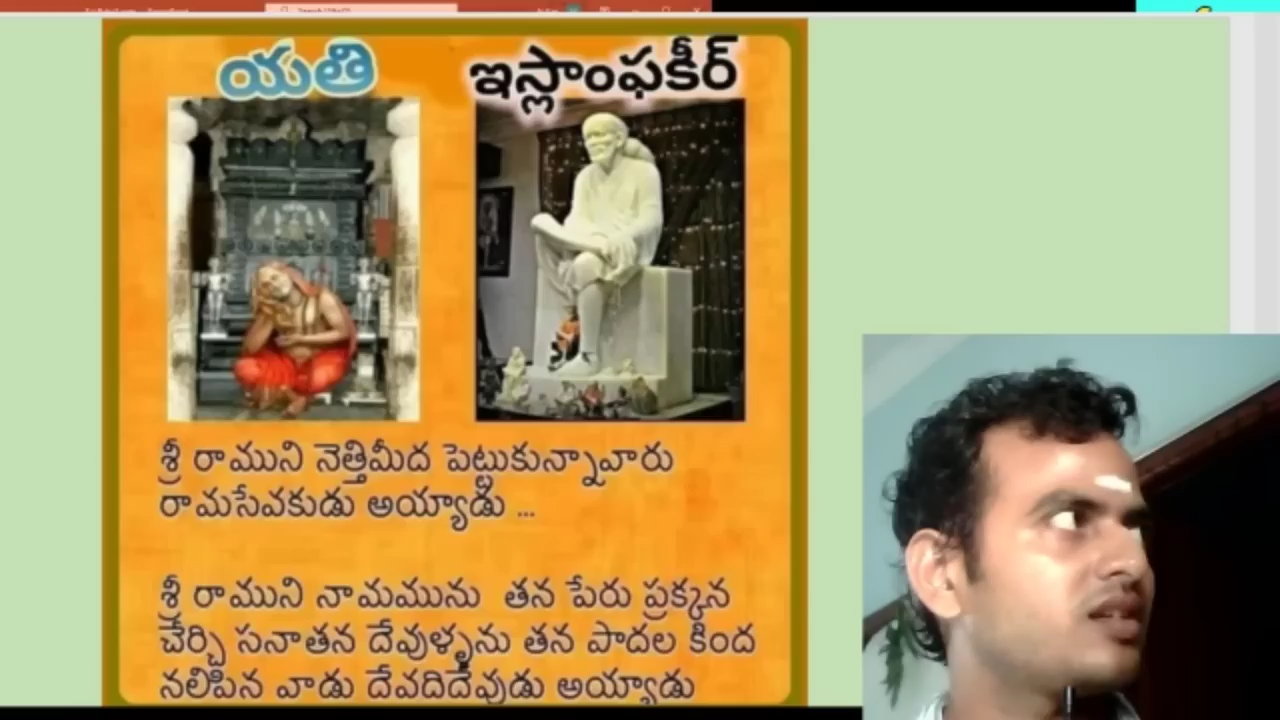 యతి
ఇస్లాంఫకీర్
శ్రీ రాముని నెత్తిమీద పెట్టుకున్నావారు
రామసేవకుడు అయ్యాడు ...
శ్రీ రాముని నామమును తన పేరు ప్రక్కన
చేర్చి సనాతన దేవుళ్ళను తన పాదల కింద
నలిపిన వాడు దేవదిదేవుడు అయ్యాడు